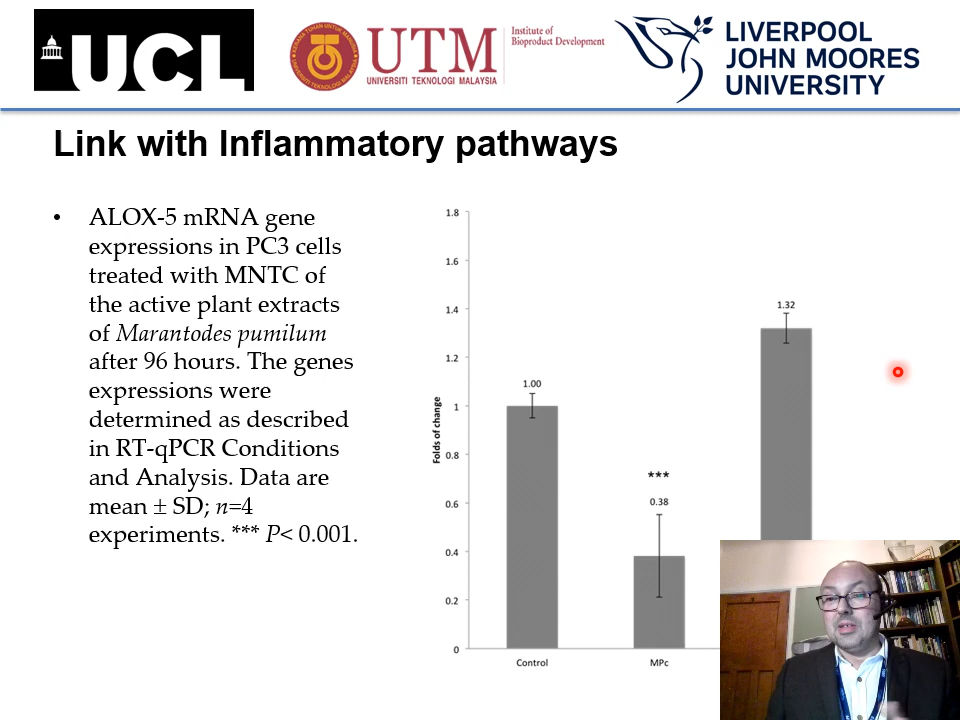 UCL
UTM
UNIVERSITI TEKNOLOGI MALAYSIA
Institute of
Bioproduct Development
LIVERPOOL
JOHN MOORES
UNIVERSITY
Link with Inflammatory pathways
• ALOX-5 mRNA gene
expressions in PC3 cells
treated with MNTC of
the active plant extracts
of Marantodes pumilum
after 96 hours. The genes
expressions were
determined as described
in RT-qPCR Conditions
and Analysis. Data are
mean ± SD; n=4
experiments. *** P< 0.001.
Folds of change
1.8
1.6
1.4
1.2
1
0.8
0.6
0.4
0.2
0
1.00
***
0.38
1.32
Control
MPc